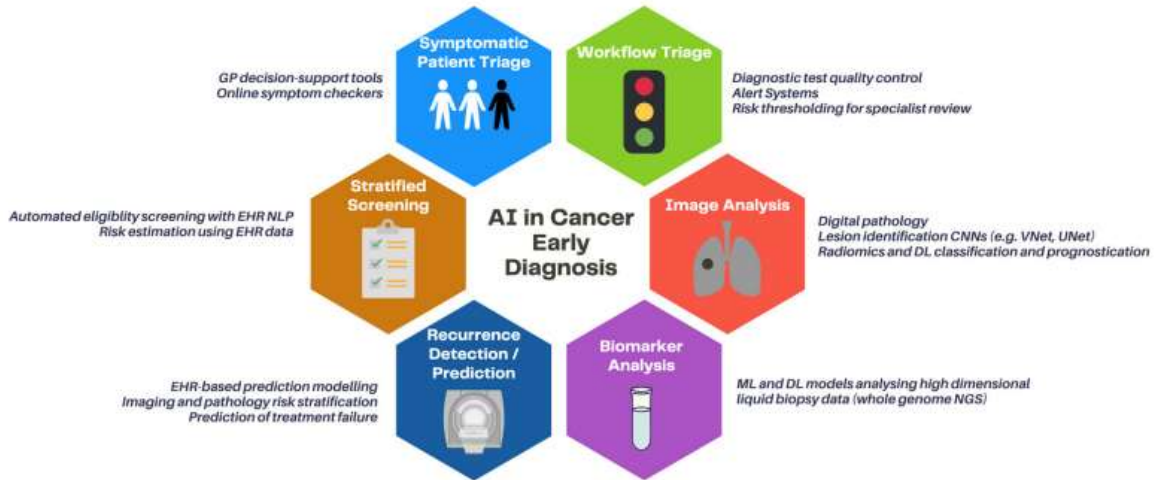 Symptomatic
Patient Triage
GP decision-support tools
Online symptom checkers
Workflow Triage
Diagnostic test quality control
Alert Systems
Risk thresholding for specialist review
Stratified
Screening
Automated eligiblity screening with EHR NLP
Risk estimation using EHR data
AI in Cancer
Early
Diagnosis
Image Analysis
Digital pathology
Lesion identification CNNs (e.g. VNet, UNet)
Radiomics and DL classification and prognostication
Recurrence
Detection /
Prediction
EHR-based prediction modelling
Imaging and pathology risk stratification
Prediction of treatment failure
Biomarker
Analysis
ML and DL models analysing high dimensional
liquid biopsy data (whole genome NGS)